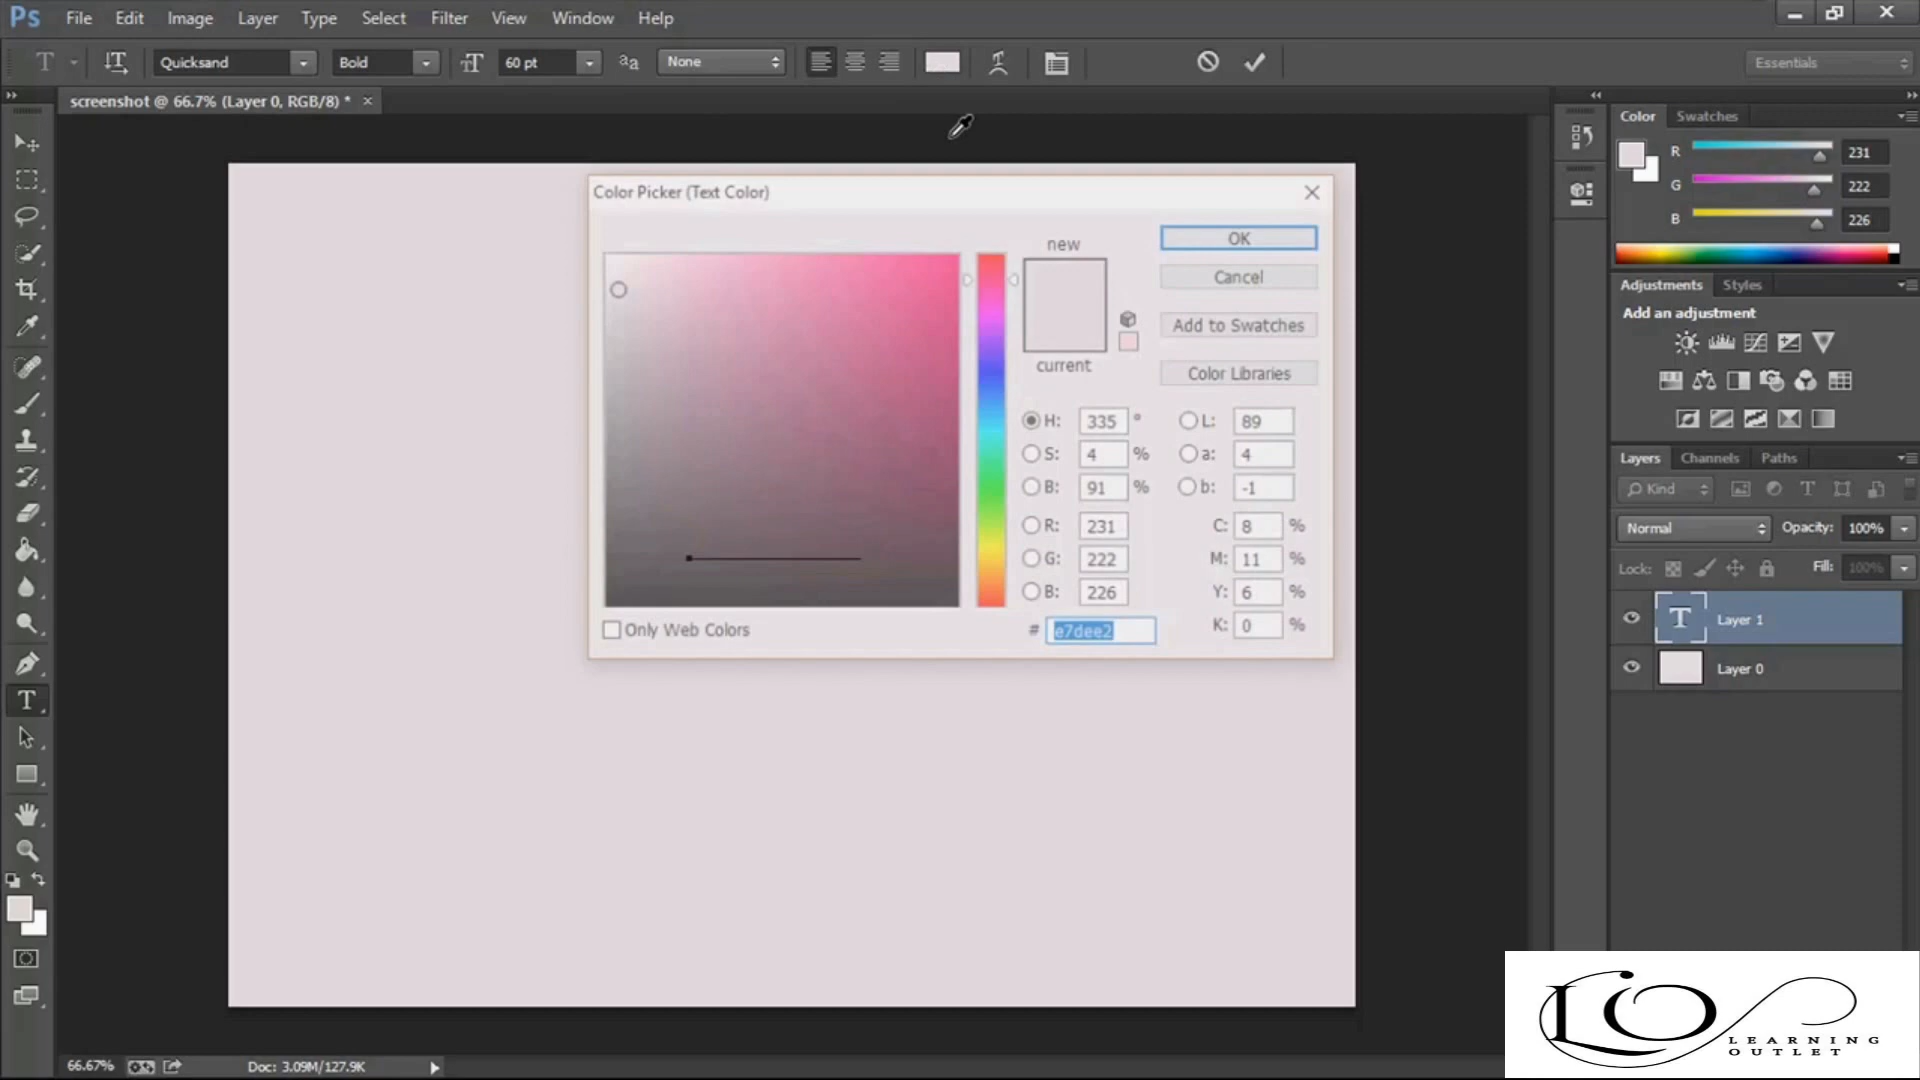 Ps File Edit Image Layer Type Select Filter View Window Help
T Quicksand Bold 60 pt aa None Essentials
screenshot @ 66.7% (Layer 0, RGB/8) *
Color Swatches
R 231
G 222
B 226
Adjustments Styles
Add an adjustment
Layers Channels Paths
Kind
Normal Opacity: 100%
Lock: Fill: 100%
T Layer 1
Layer 0
Color Picker (Text Color)
new
current
OK
Cancel
Add to Swatches
Color Libraries
H: 335 ° L: 89
S: 4 % a: 4
B: 91 % b: -1
R: 231 C: 8 %
G: 222 M: 11 %
B: 226 Y: 6 %
# e7dee2 K: 0 %
Only Web Colors
T
66.67% Doc: 3.09M/127.9K
LO
LEARNING
OUTLET